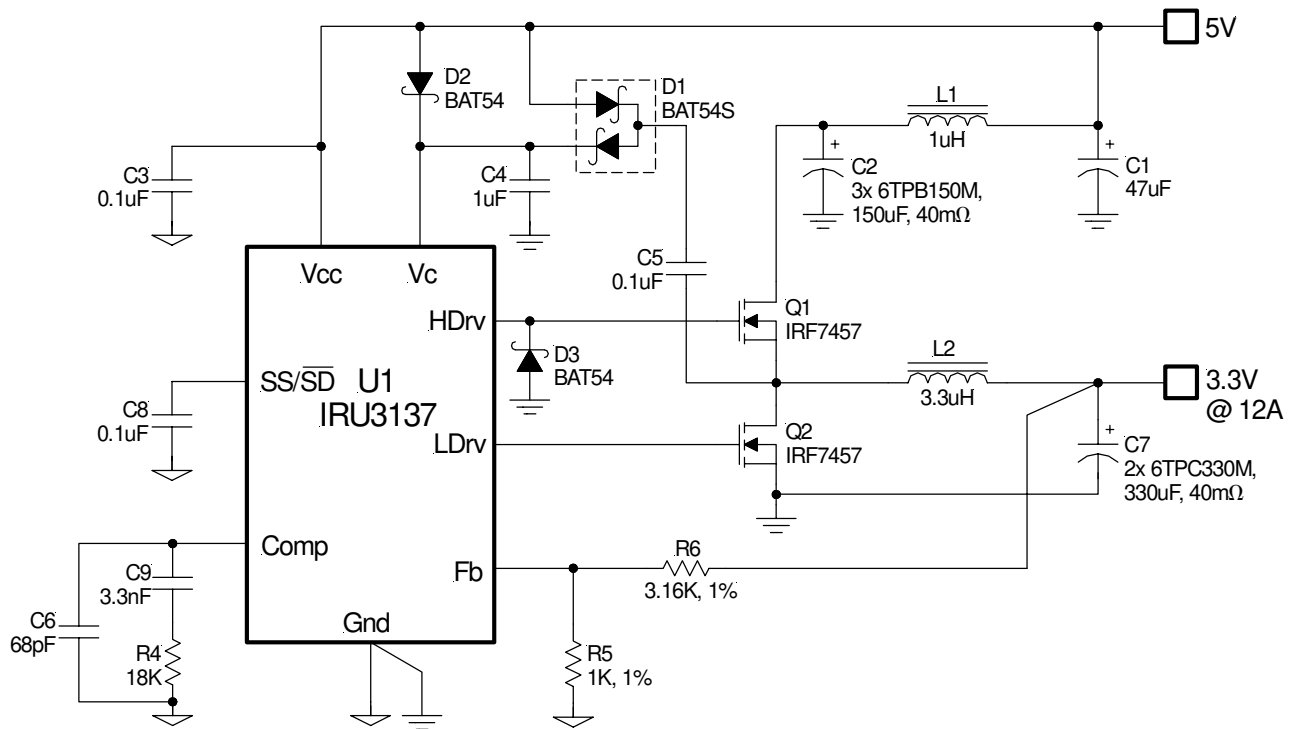 5V
D2
BAT54
D1
BAT54S
L1
1uH
C3
0.1uF
C4
1uF
C2
3x 6TPB150M,
150uF, 40mΩ
C1
47uF
Vcc
Vc
C5
0.1uF
HDrv
Q1
IRF7457
D3
BAT54
L2
3.3uH
3.3V
@ 12A
SS/SD
U1
IRU3137
C8
0.1uF
LDrv
Q2
IRF7457
C7
2x 6TPC330M,
330uF, 40mΩ
Comp
Fb
R6
3.16K, 1%
C9
3.3nF
C6
68pF
R4
18K
Gnd
R5
1K, 1%